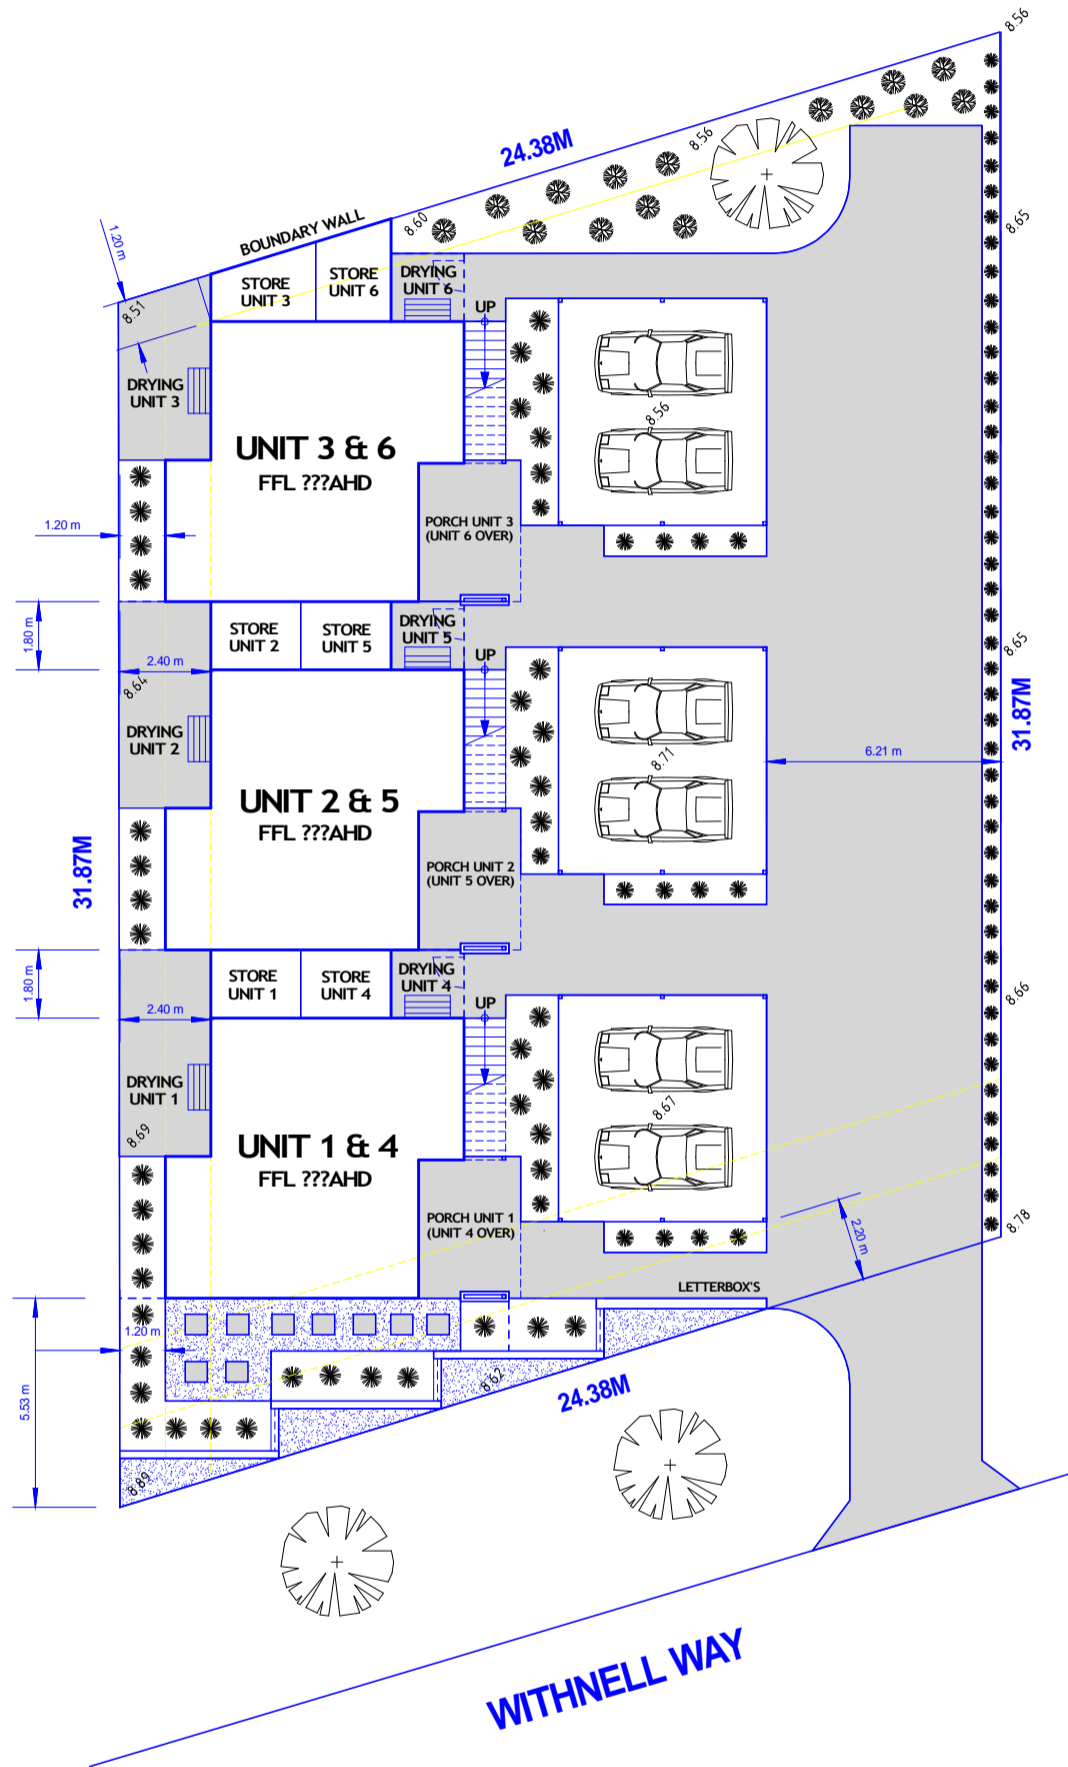 8.56
24.38M
8.56
8.60
8.65
1.20 m
BOUNDARY WALL
STORE
UNIT 3
STORE
UNIT 6
DRYING
UNIT 6
UP
8.51
DRYING
UNIT 3
8.56
UNIT 3 & 6
FFL ???AHD
1.20 m
PORCH UNIT 3
(UNIT 6 OVER)
1.80 m
STORE
UNIT 2
STORE
UNIT 5
DRYING
UNIT 5
UP
8.65
2.40 m
8.64
31.87M
DRYING
UNIT 2
8.71
6.21 m
UNIT 2 & 5
FFL ???AHD
31.87M
PORCH UNIT 2
(UNIT 5 OVER)
1.80 m
STORE
UNIT 1
STORE
UNIT 4
DRYING
UNIT 4
UP
8.66
2.40 m
DRYING
UNIT 1
8.67
8.69
UNIT 1 & 4
FFL ???AHD
PORCH UNIT 1
(UNIT 4 OVER)
8.78
2.20 m
LETTERBOX'S
1.20 m
5.53 m
8.62
24.38M
8.89
WITHNELL WAY